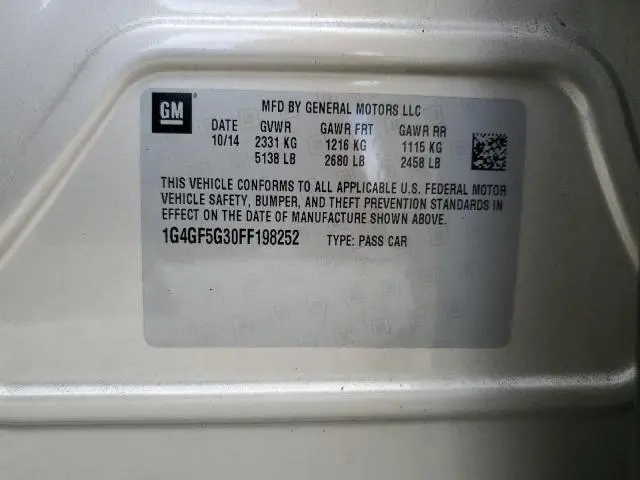 GM ® MFD BY GENERAL MOTORS LLC
DATE GVWR GAWR FRT GAWR RR
10/14 2331 KG 1216 KG 1115 KG
5138 LB 2680 LB 2458 LB
THIS VEHICLE CONFORMS TO ALL APPLICABLE U.S. FEDERAL MOTOR
VEHICLE SAFETY, BUMPER, AND THEFT PREVENTION STANDARDS IN
EFFECT ON THE DATE OF MANUFACTURE SHOWN ABOVE.
1G4GF5G30FF198252 TYPE: PASS CAR